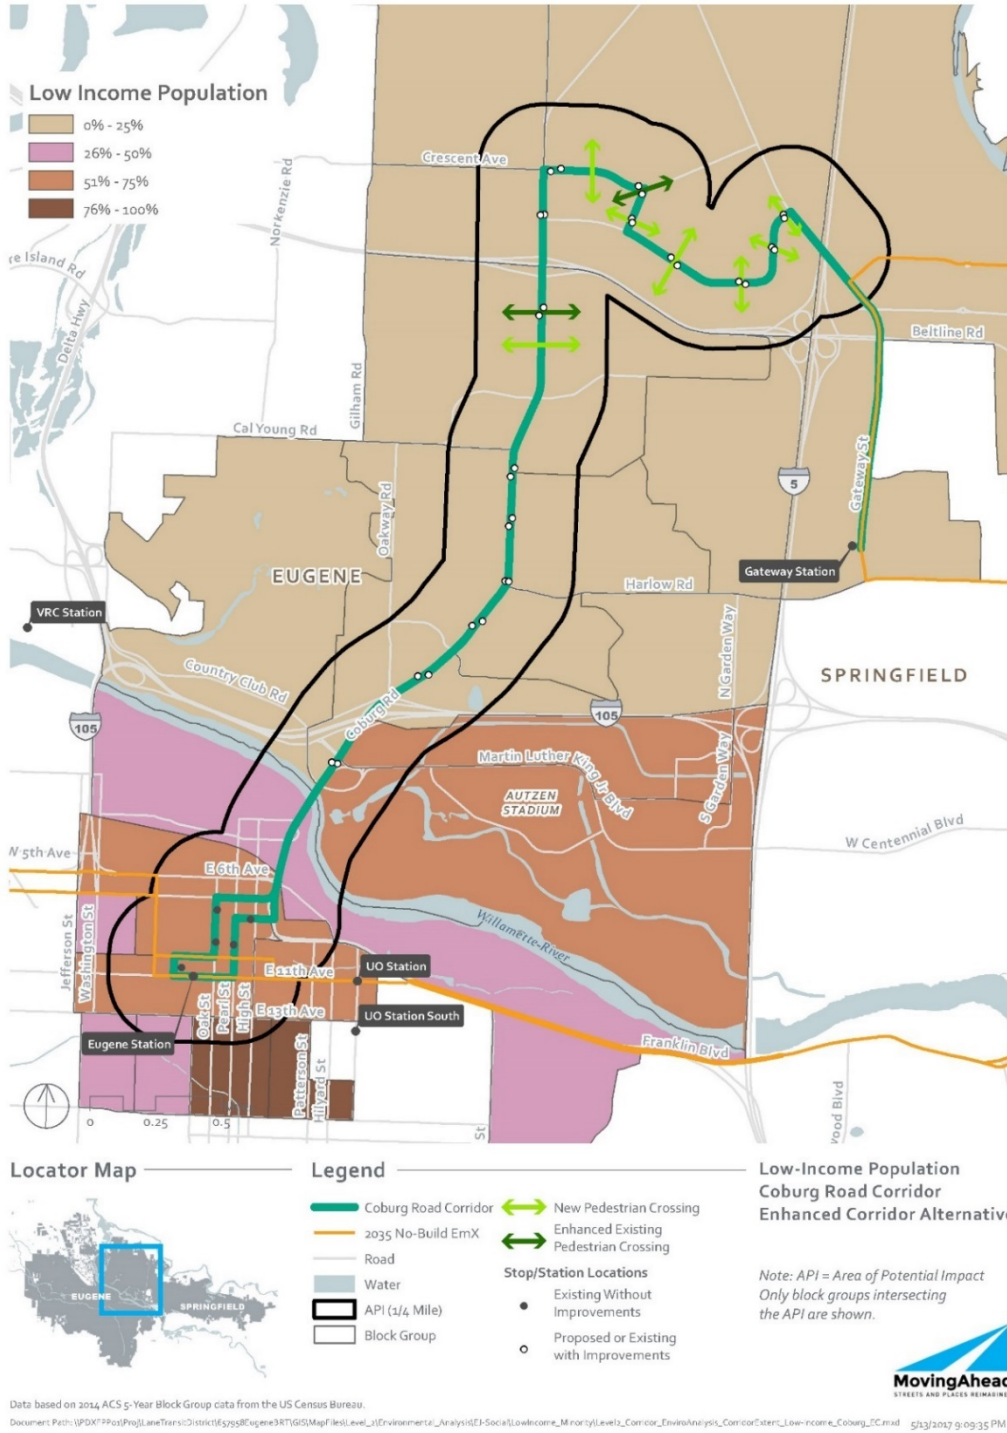 Low Income Population
0% - 25%
26% - 50%
51% - 75%
76% - 100%
Crescent Ave
Norkenzie Rd
re Island Rd
Delta Hwy
Gilham Rd
Beltline Rd
Cal Young Rd
Oakway Rd
5
Gateway St
EUGENE
Gateway Station
Harlow Rd
VRC Station
N Garden Way
Country Club Rd
SPRINGFIELD
105
Coburg Rd
105
Martin Luther King Jr Blvd
S Garden Way
AUTZEN
STADIUM
W Centennial Blvd
W 5th Ave
E 6th Ave
Willamette River
Jefferson St
Washington St
E 11th Ave
UO Station
Oak St
Pearl St
High St
E 13th Ave
UO Station South
Eugene Station
Franklin Blvd
Patterson St
Hilyard St
0 0.25 0.5
St
ood Blvd
Locator Map
EUGENE
SPRINGFIELD
Legend
Coburg Road Corridor
2035 No-Build EmX
Road
Water
API (1/4 Mile)
Block Group
New Pedestrian Crossing
Enhanced Existing
Pedestrian Crossing
Stop/Station Locations
Existing Without
Improvements
Proposed or Existing
with Improvements
Low-Income Population
Coburg Road Corridor
Enhanced Corridor Alternative
Note: API = Area of Potential Impact
Only block groups intersecting
the API are shown.
MovingAhead
STREETS AND PLACES REIMAGINE
Data based on 2014 ACS 5-Year Block Group data from the US Census Bureau.
5/13/2017 9:09:35 PM